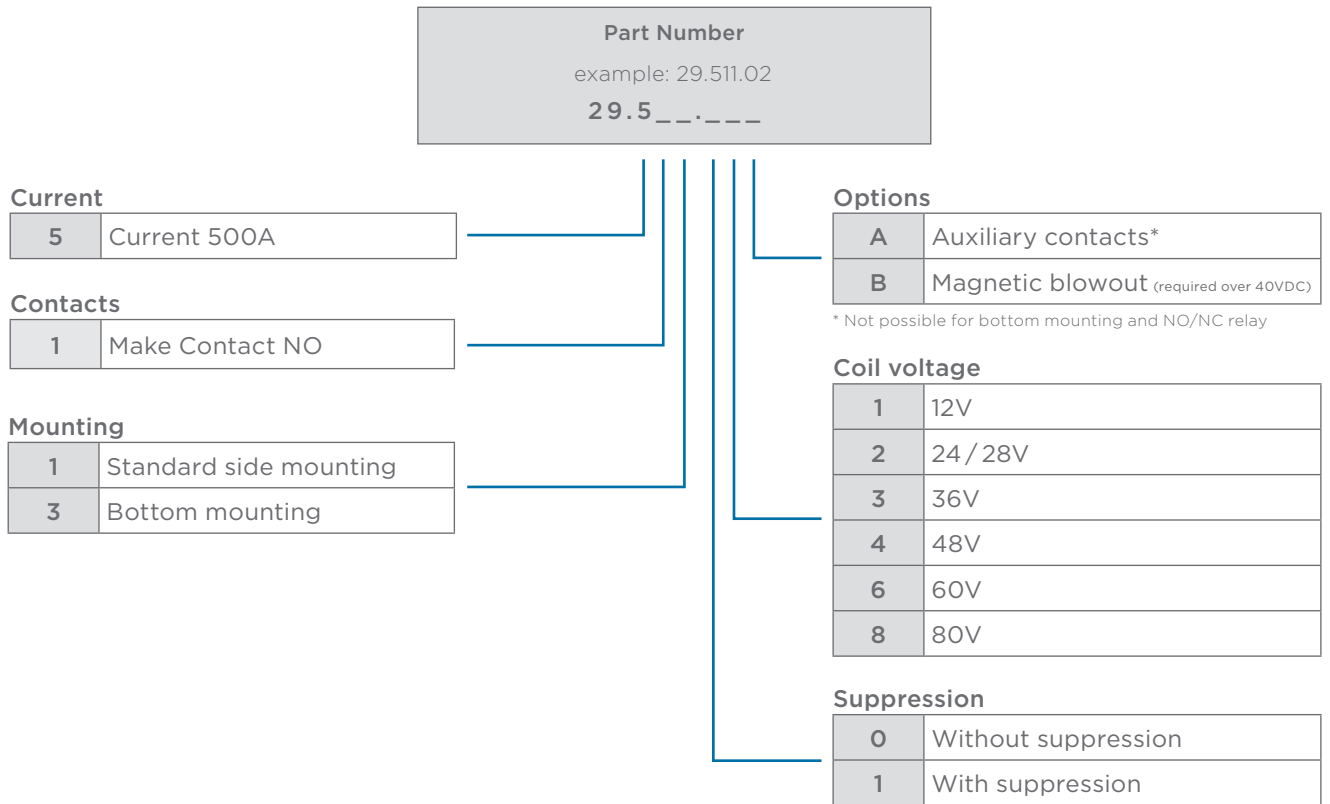 Part Number
example: 29.511.02
29.5__.___
Current
5 Current 500A
Contacts
1 Make Contact NO
Mounting
1 Standard side mounting
3 Bottom mounting
Options
A Auxiliary contacts*
B Magnetic blowout (required over 40VDC)
* Not possible for bottom mounting and NO/NC relay
Coil voltage
1 12V
2 24 / 28V
3 36V
4 48V
6 60V
8 80V
Suppression
0 Without suppression
1 With suppression